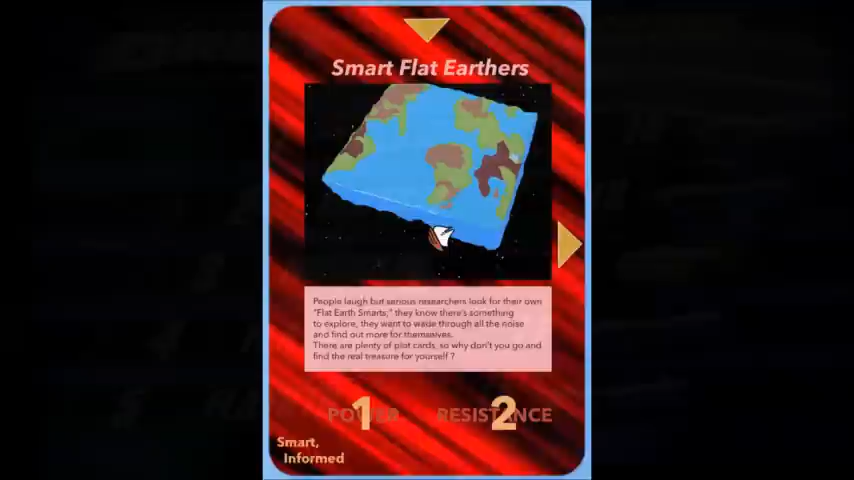 Smart Flat Earthers
People laugh but serious researchers look for their own
"Flat Earth Smarts;" they know there's something
to explore, they want to wade through all the noise
and find out more for themselves.
There are plenty of plot cards, so why don't you go and
find the real treasure for yourself ?
POWER 1 RESISTANCE 2
Smart,
Informed